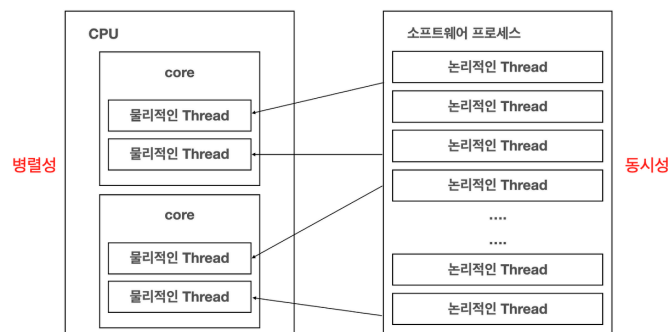 CPU
core
물리적인 Thread
물리적인 Thread
core
물리적인 Thread
물리적인 Thread
병렬성
소프트웨어 프로세스
논리적인 Thread
논리적인 Thread
논리적인 Thread
논리적인 Thread
....
....
논리적인 Thread
논리적인 Thread
동시성